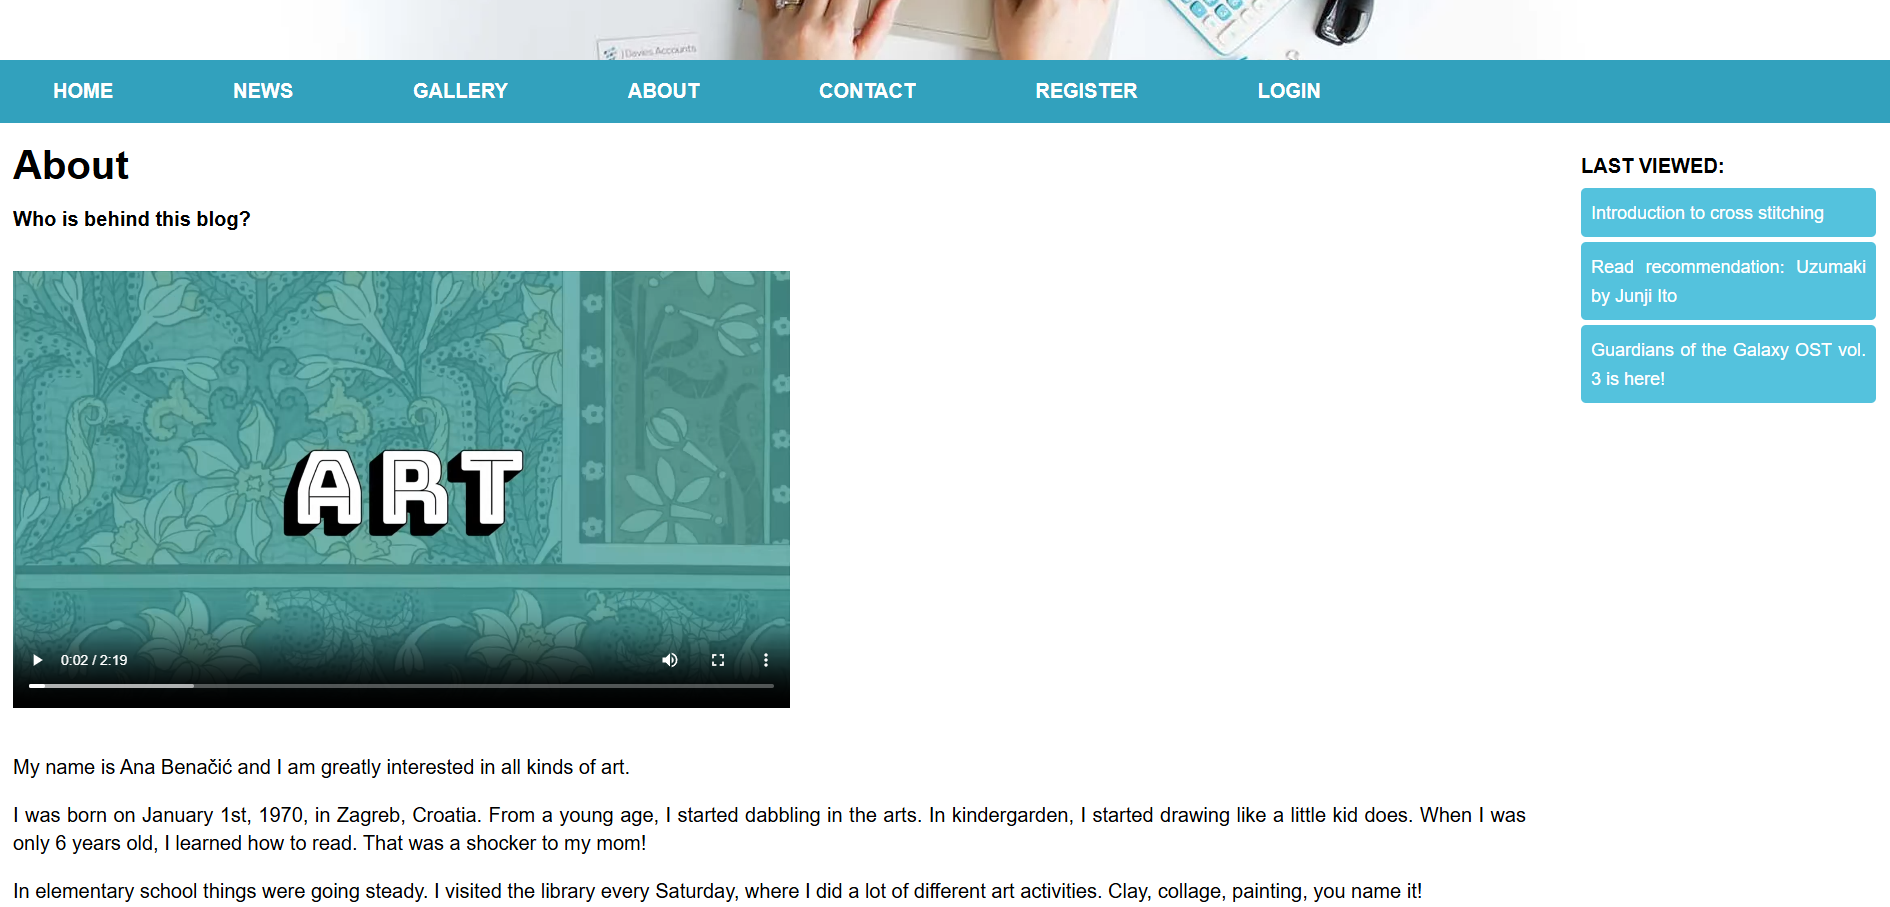 J Davies Accounts
HOME NEWS GALLERY ABOUT CONTACT REGISTER LOGIN
About
Who is behind this blog?
ART
0:02 / 2:19
My name is Ana Benačić and I am greatly interested in all kinds of art.
I was born on January 1st, 1970, in Zagreb, Croatia. From a young age, I started dabbling in the arts. In kindergarden, I started drawing like a little kid does. When I was
only 6 years old, I learned how to read. That was a shocker to my mom!
In elementary school things were going steady. I visited the library every Saturday, where I did a lot of different art activities. Clay, collage, painting, you name it!
LAST VIEWED:
Introduction to cross stitching
Read recommendation: Uzumaki
by Junji Ito
Guardians of the Galaxy OST vol.
3 is here!